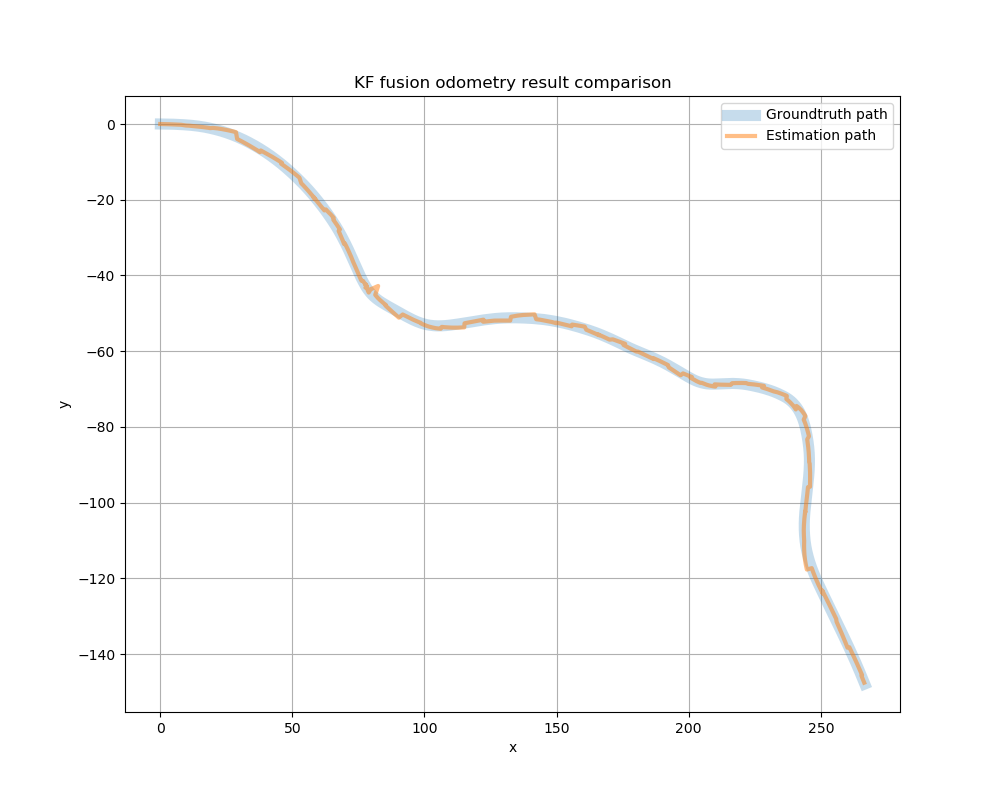 KF fusion odometry result comparison
Groundtruth path
Estimation path
0
−20
−40
−60
−80
−100
−120
−140
y
0 50 100 150 200 250
x